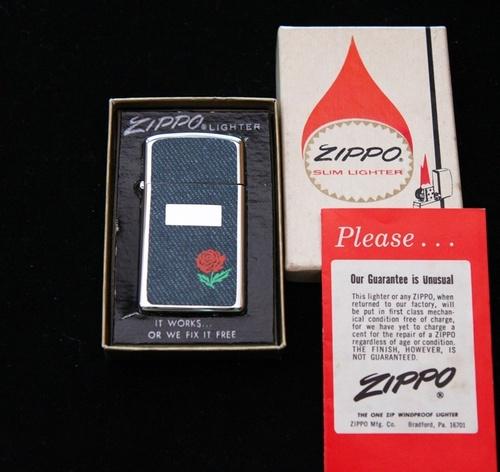 ZIPPO® LIGHTER
IT WORKS...
OR WE FIX IT FREE
ZIPPO®
SLIM LIGHTER
Please...
Our Guarantee is Unusual
This lighter or any ZIPPO, when
returned to our factory, will
be put in first class mechan-
ical condition free of charge,
for we have yet to charge a
cent for the repair of a ZIPPO
regardless of age or condition.
THE FINISH, HOWEVER, IS
NOT GUARANTEED.
ZIPPO®
THE ONE ZIP WINDPROOF LIGHTER
ZIPPO Mfg. Co. Bradford, Pa. 16701